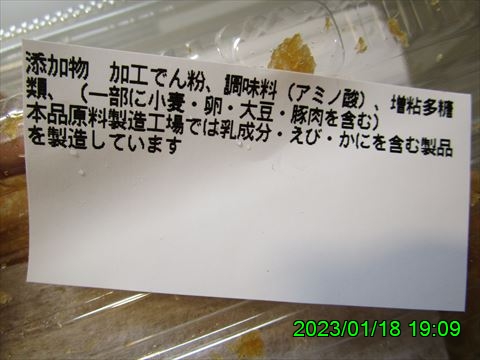 添加物 加工でん粉、調味料(アミノ酸)、増粘多糖
類、(一部に小麦・卵・大豆・豚肉を含む)
本品原料製造工場では乳成分・えび・かにを含む製品
を製造しています
2023/01/18 19:09